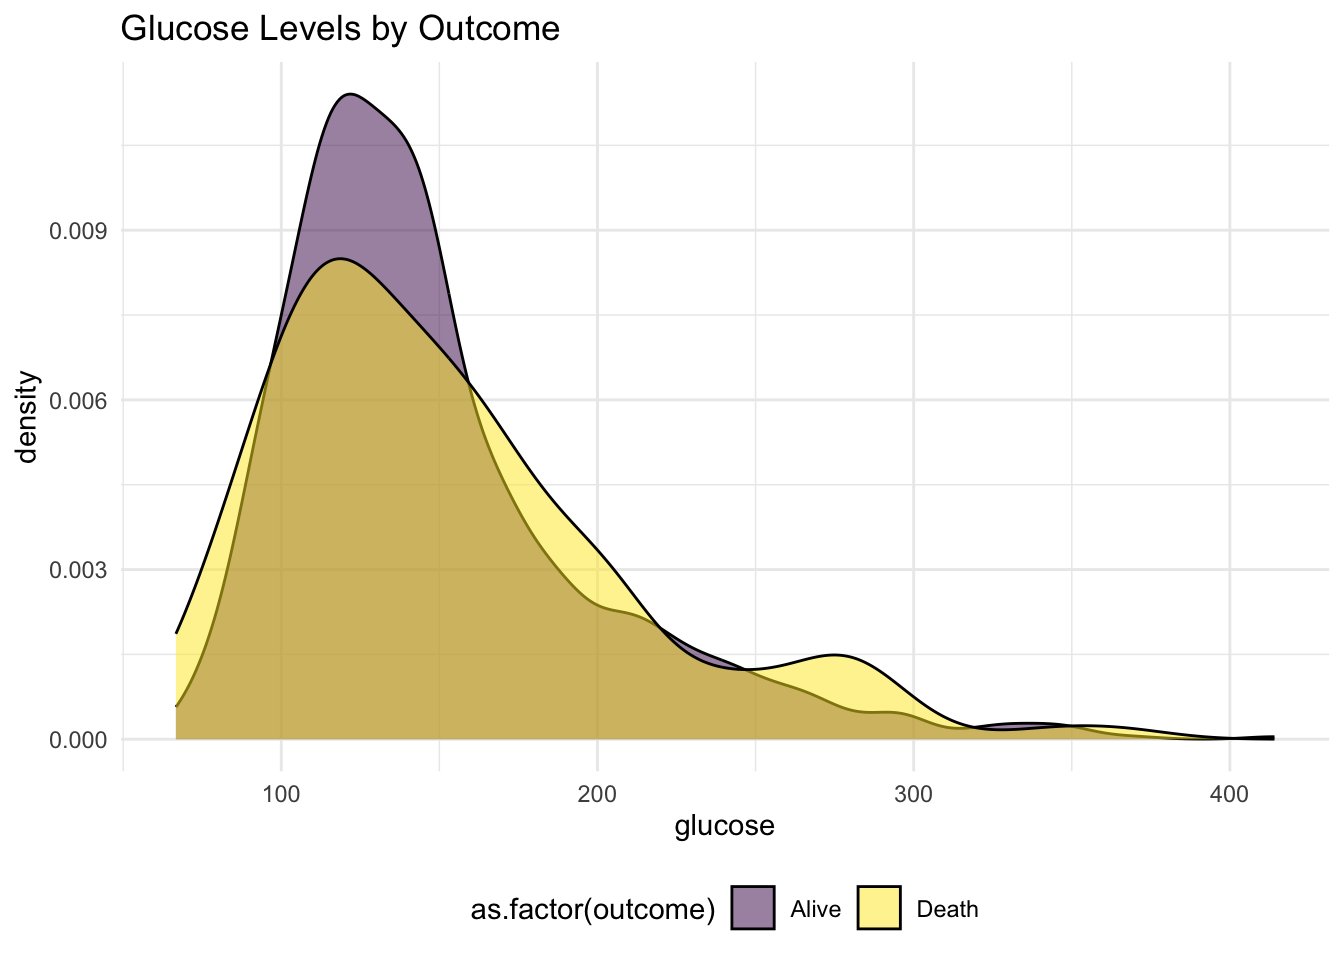 Glucose Levels by Outcome
density
0.009
0.006
0.003
0.000
100 200 300 400
glucose
as.factor(outcome) Alive Death